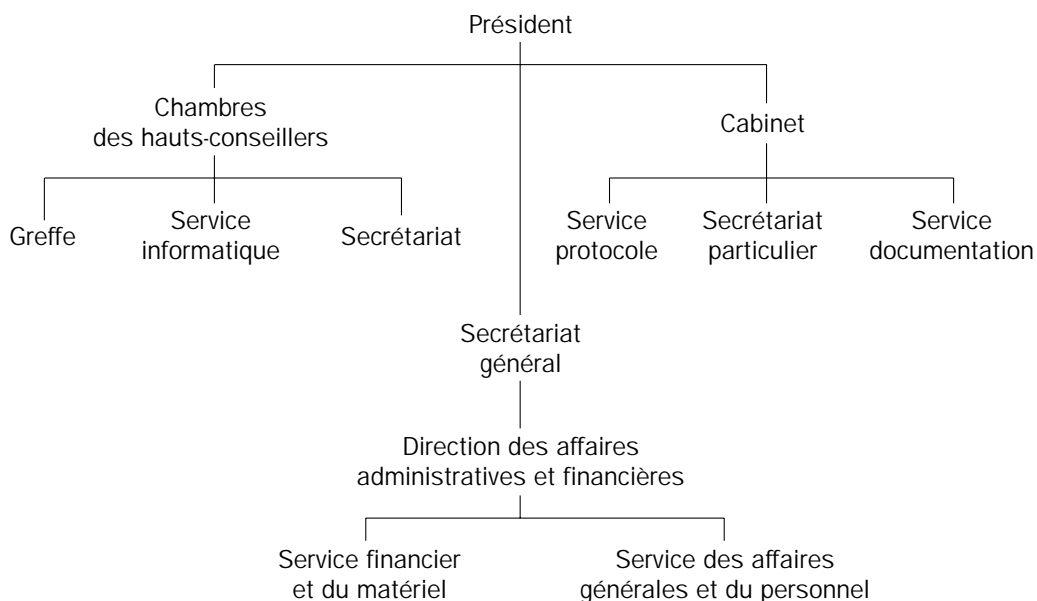 Président
Chambres
des hauts-conseillers
Cabinet
Greffe
Service
informatique
Secrétariat
Service
protocole
Secrétariat
particulier
Service
documentation
Secrétariat
général
Direction des affaires
administratives et financières
Service financier
et du matériel
Service des affaires
générales et du personnel